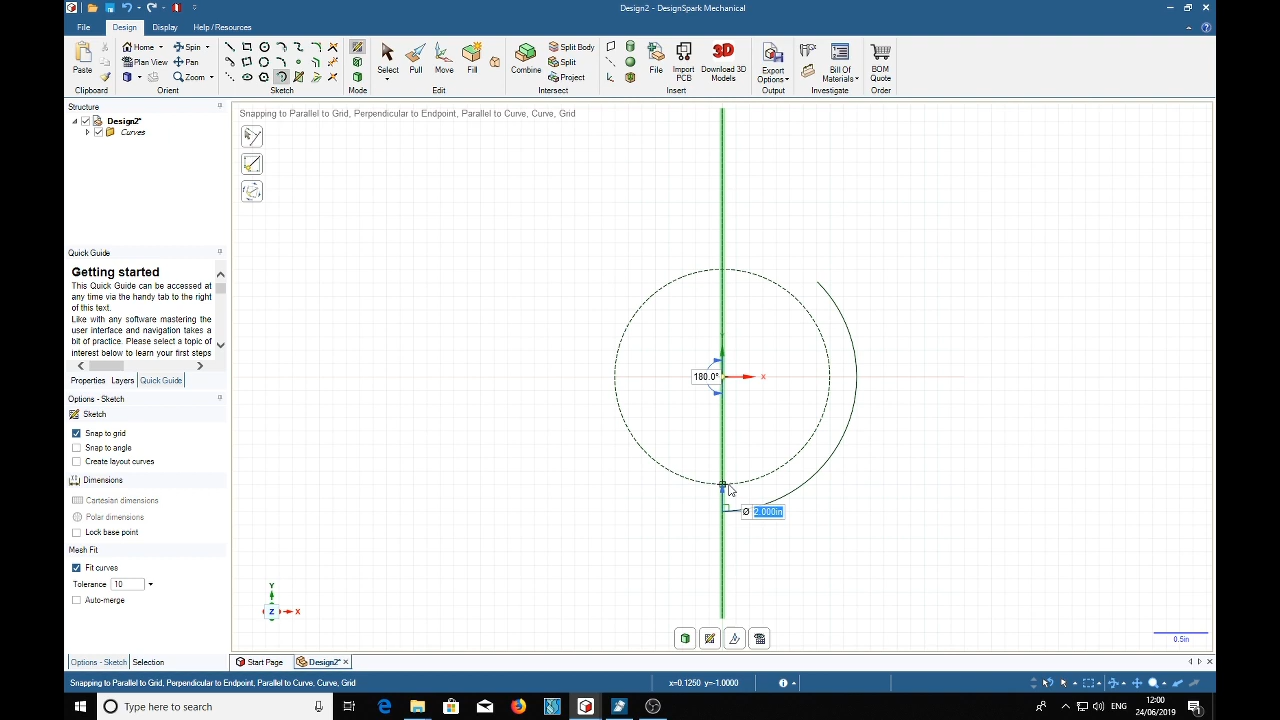 Design2 - DesignSpark Mechanical
File Design Display Help / Resources
Paste Home Plan View Spin Pan Zoom Select Pull Move Fill Combine Split Body Split Project File Import PCB Download 3D Models Export Options Bill Of Materials BOM Quote
Clipboard Orient Sketch Mode Edit Intersect Insert Output Investigate Order
Structure
Design2*
Curves
Snapping to Parallel to Grid, Perpendicular to Endpoint, Parallel to Curve, Curve, Grid
Quick Guide
Getting started
This Quick Guide can be accessed at
any time via the handy tab to the right
of this text.
Like with any software mastering the
user interface and navigation takes a
bit of practice. Please select a topic of
interest below to learn your first steps
Properties Layers Quick Guide
Options - Sketch
Sketch
Snap to grid
Snap to angle
Create layout curves
Dimensions
Cartesian dimensions
Polar dimensions
Lock base point
Mesh Fit
Fit curves
Tolerance 10
Auto-merge
180.0°
X
Ø 2.000in
Y
Z X
0.5in
Options - Sketch Selection
Start Page Design2*
Snapping to Parallel to Grid, Perpendicular to Endpoint, Parallel to Curve, Curve, Grid
x=0.1250 y=-1.0000
Type here to search
ENG
12:00
24/06/2019